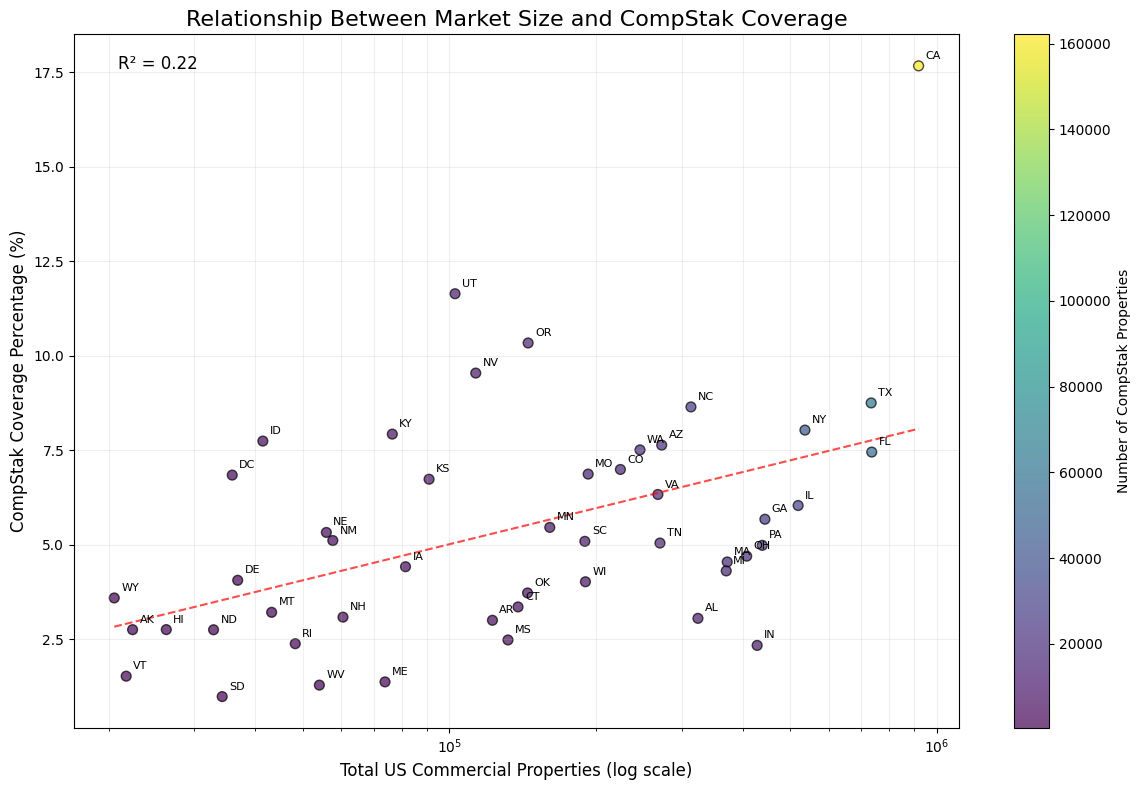 Relationship Between Market Size and CompStak Coverage
R² = 0.22
CompStak Coverage Percentage (%)
17.5
15.0
12.5
10.0
7.5
5.0
2.5
CA
UT
OR
NV
TX
NC
NY
KY
ID
FL
AZ
WA
DC
KS
MO
CO
VA
IL
GA
NE
NM
MN
SC
TN
PA
OH
MA
MI
IA
DE
WI
WY
OK
CT
MT
NH
AR
AL
AK
HI
ND
MS
RI
IN
VT
WV
ME
SD
10⁵
10⁶
Total US Commercial Properties (log scale)
160000
140000
120000
100000
80000
60000
40000
20000
Number of CompStak Properties